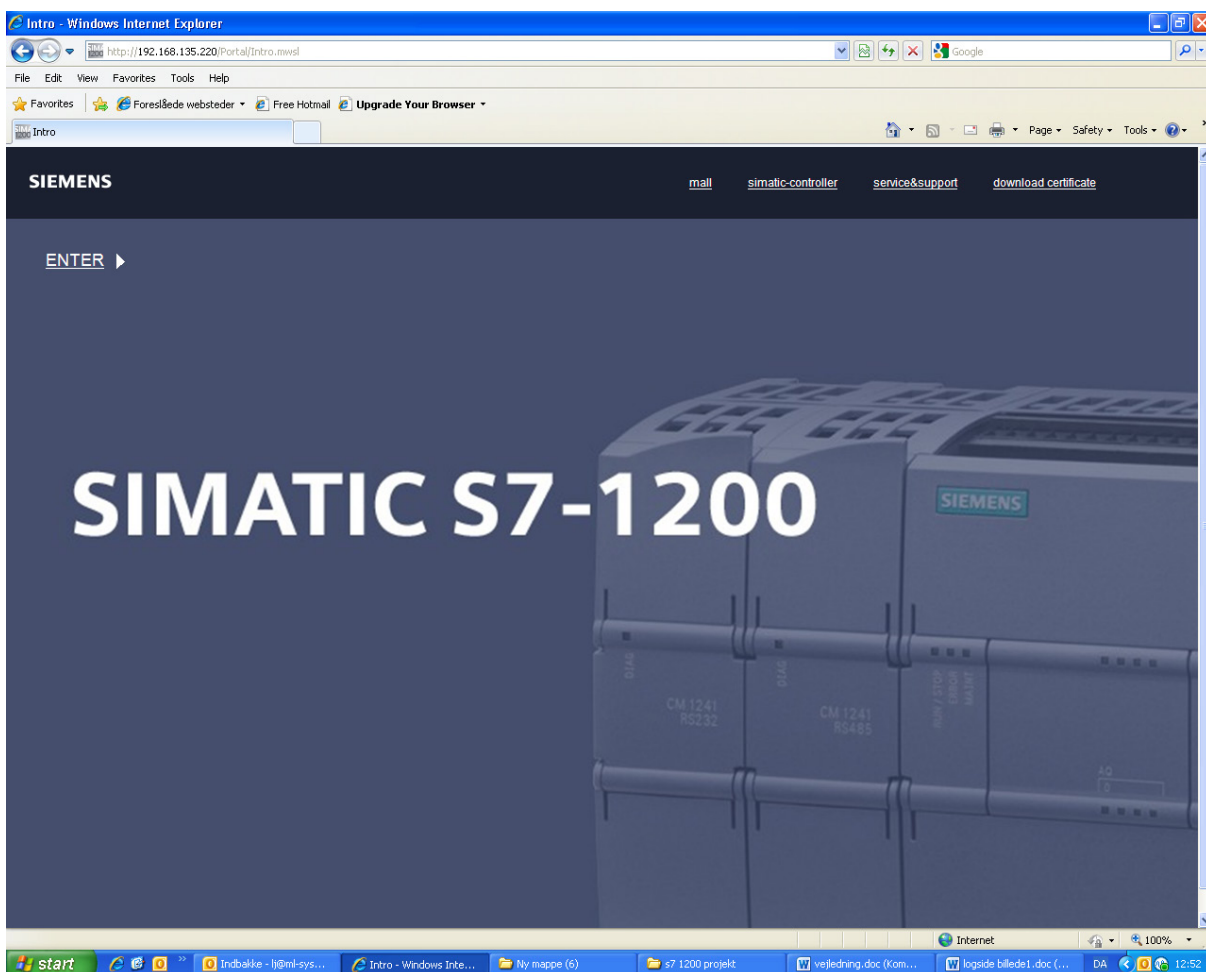 Intro - Windows Internet Explorer
http://192.168.135.220/Portal/Intro.mwsl
Google
File Edit View Favorites Tools Help
Favorites Foreslåede websteder Free Hotmail Upgrade Your Browser
Intro
Page Safety Tools
SIEMENS
mall simatic-controller service&support download certificate
ENTER
SIMATIC S7-1200
SIEMENS
DIAG
DIAG
RUN / STOP
ERROR
MAINT
CM 1241
RS232
CM 1241
RS485
AQ
0
Internet 100%
start
Indbakke - lj@ml-sys...
Intro - Windows Inte...
Ny mappe (6)
s7 1200 projekt
vejledning.doc (Kom...
logside billede1.doc (...
DA
12:52